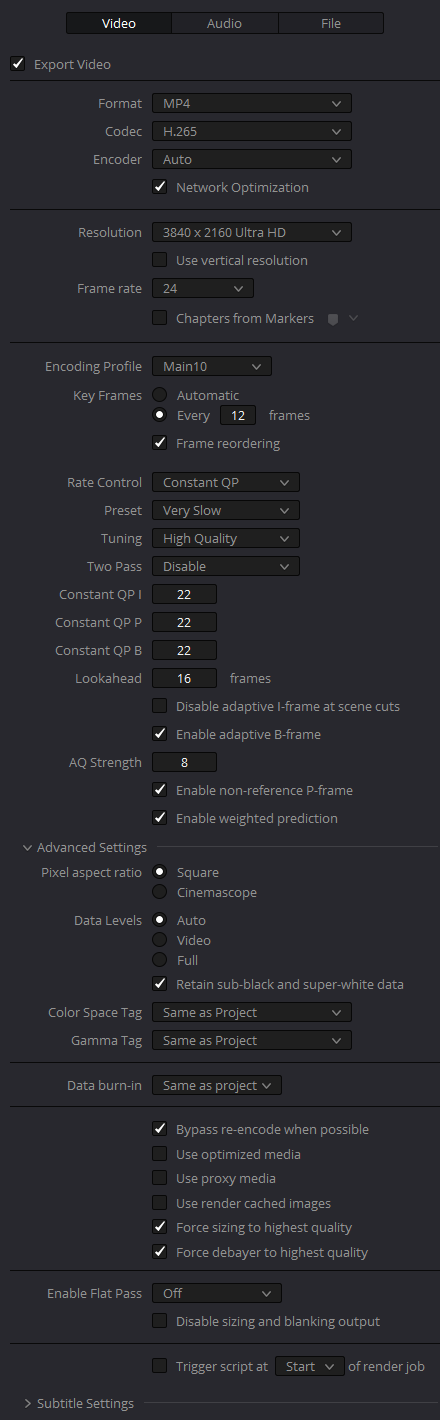 Video Audio File
Export Video
Format MP4
Codec H.265
Encoder Auto
Network Optimization
Resolution 3840 x 2160 Ultra HD
Use vertical resolution
Frame rate 24
Chapters from Markers
Encoding Profile Main10
Key Frames Automatic
Every 12 frames
Frame reordering
Rate Control Constant QP
Preset Very Slow
Tuning High Quality
Two Pass Disable
Constant QP I 22
Constant QP P 22
Constant QP B 22
Lookahead 16 frames
Disable adaptive I-frame at scene cuts
Enable adaptive B-frame
AQ Strength 8
Enable non-reference P-frame
Enable weighted prediction
Advanced Settings
Pixel aspect ratio Square
Cinemascope
Data Levels Auto
Video
Full
Retain sub-black and super-white data
Color Space Tag Same as Project
Gamma Tag Same as Project
Data burn-in Same as project
Bypass re-encode when possible
Use optimized media
Use proxy media
Use render cached images
Force sizing to highest quality
Force debayer to highest quality
Enable Flat Pass Off
Disable sizing and blanking output
Trigger script at Start of render job
Subtitle Settings